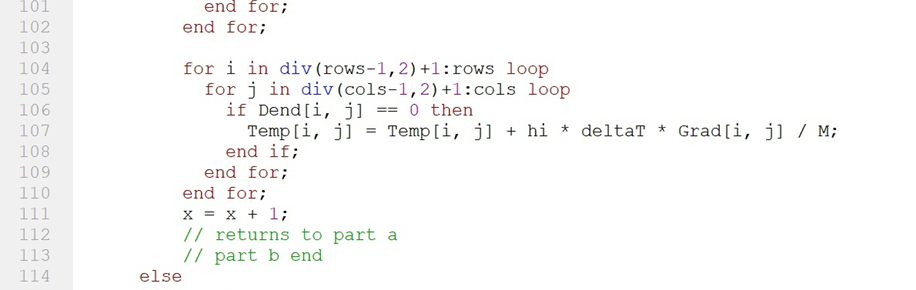 101 end for;
102 end for;
103
104 for i in div(rows-1,2)+1:rows loop
105 for j in div(cols-1,2)+1:cols loop
106 if Dend[i, j] == 0 then
107 Temp[i, j] = Temp[i, j] + hi * deltaT * Grad[i, j] / M;
108 end if;
109 end for;
110 end for;
111 x = x + 1;
112 // returns to part a
113 // part b end
114 else